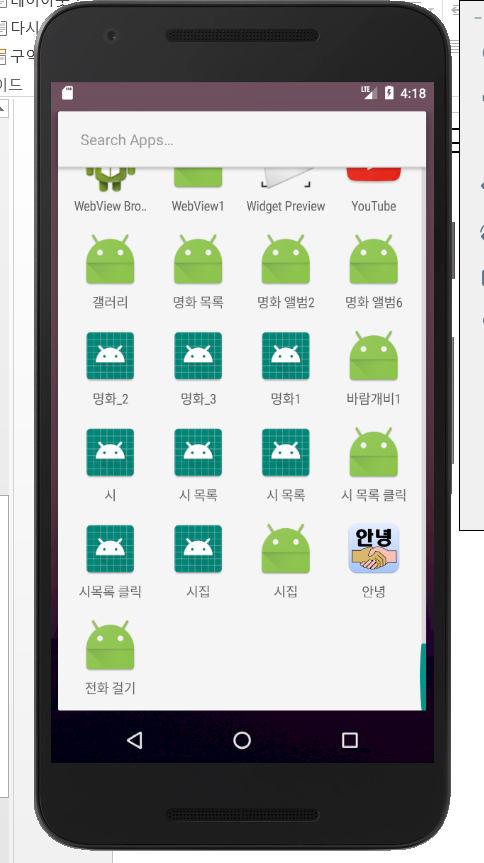 다시
구역
이드
LTE 4:18
Search Apps…
WebView Bro.. WebView1 Widget Preview YouTube
갤러리 명화 목록 명화 앨범2 명화 앨범6
명화_2 명화_3 명화1 바람개비1
시 시 목록 시 목록 시 목록 클릭
안녕
시목록 클릭 시집 시집 안녕
전화 걸기